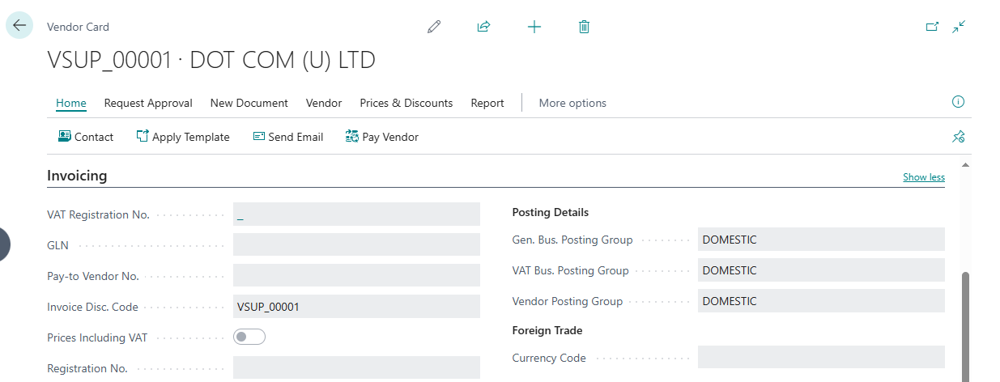 Vendor Card
VSUP_00001 · DOT COM (U) LTD
Home Request Approval New Document Vendor Prices & Discounts Report More options
Contact Apply Template Send Email Pay Vendor
Invoicing Show less
VAT Registration No. _
GLN
Pay-to Vendor No.
Invoice Disc. Code VSUP_00001
Prices Including VAT
Registration No.
Posting Details
Gen. Bus. Posting Group DOMESTIC
VAT Bus. Posting Group DOMESTIC
Vendor Posting Group DOMESTIC
Foreign Trade
Currency Code